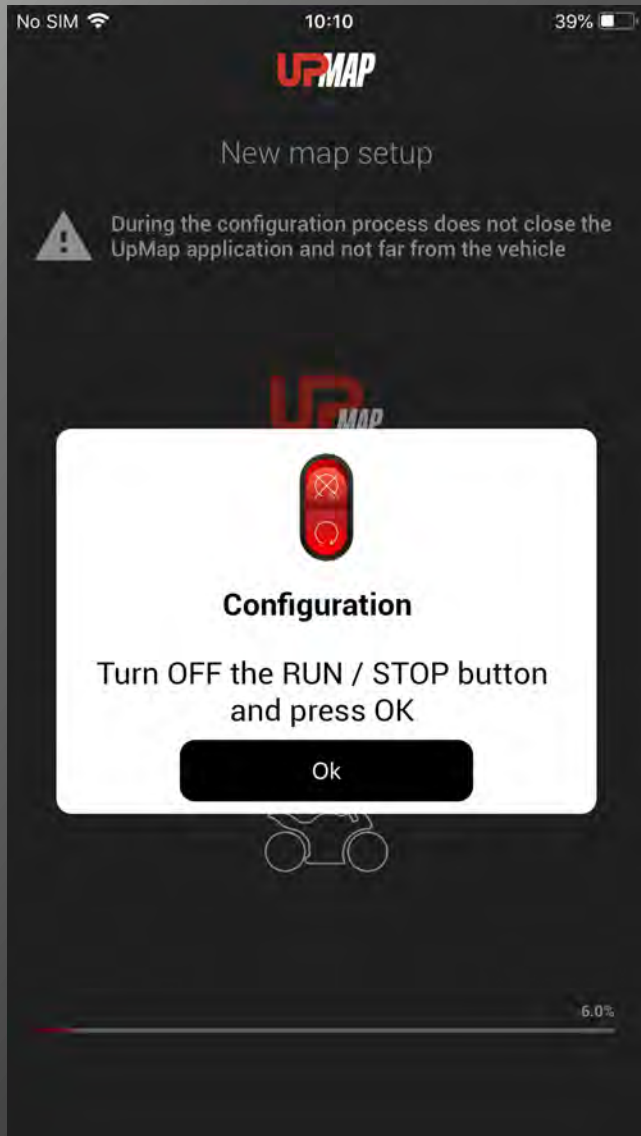 No SIM 10:10 39%
UPMAP
New map setup
During the configuration process does not close the
UpMap application and not far from the vehicle
UPMAP
Configuration
Turn OFF the RUN / STOP button
and press OK
Ok
6.0%